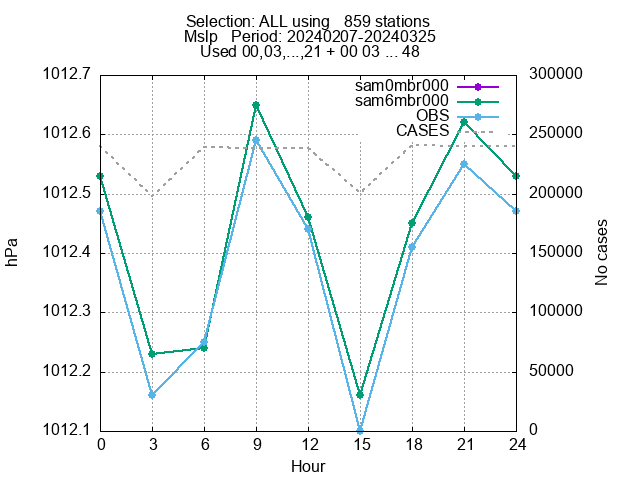 Selection: ALL using   859 stations
Mslp   Period: 20240207-20240325
Used 00,03,...,21 + 00 03 ... 48
1012.7
1012.6
1012.5
1012.4
1012.3
1012.2
1012.1
hPa
sam0mbr000
sam6mbr000
OBS
CASES
300000
250000
200000
150000
100000
50000
0
No cases
0 3 6 9 12 15 18 21 24
Hour